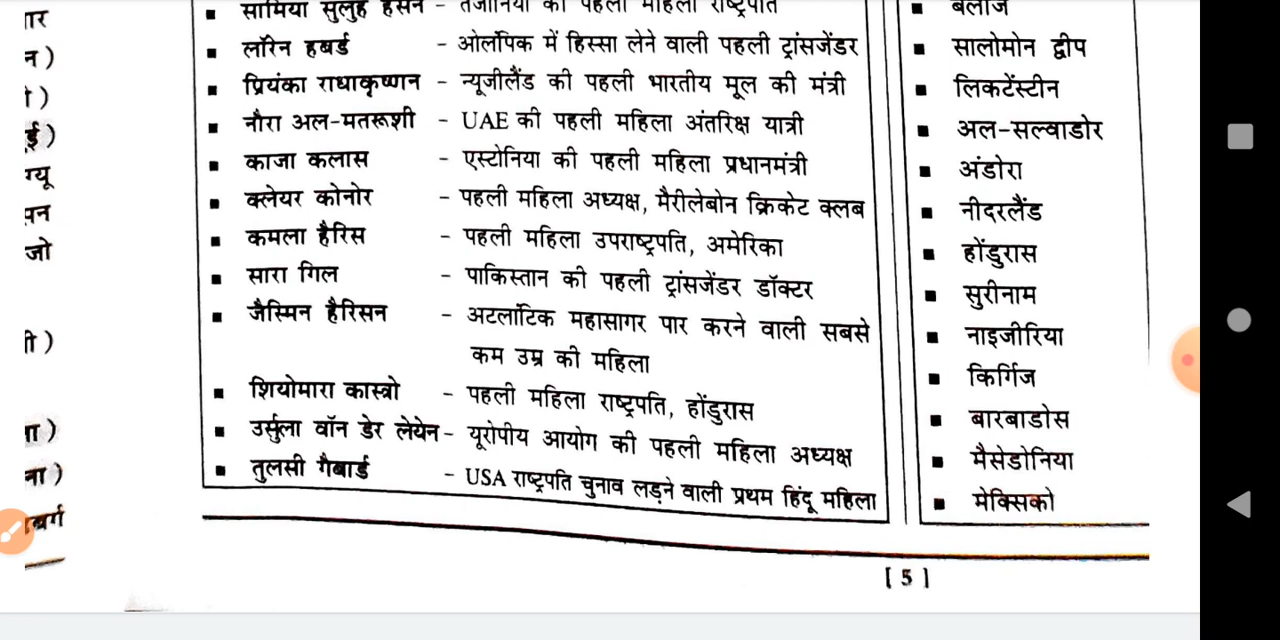 गर
न)
ई)
ग्यू
पन
जो
बर्ग
▪ सामिया सुलुह हसन - तंजानिया की पहली महिला राष्ट्रपति
▪ लॉरेन हबर्ड - ओलंपिक में हिस्सा लेने वाली पहली ट्रांसजेंडर
▪ प्रियंका राधाकृष्णन - न्यूजीलैंड की पहली भारतीय मूल की मंत्री
▪ नौरा अल-मतरूशी - UAE की पहली महिला अंतरिक्ष यात्री
▪ काजा कलास - एस्टोनिया की पहली महिला प्रधानमंत्री
▪ क्लेयर कोनोर - पहली महिला अध्यक्ष, मैरीलेबोन क्रिकेट क्लब
▪ कमला हैरिस - पहली महिला उपराष्ट्रपति, अमेरिका
▪ सारा गिल - पाकिस्तान की पहली ट्रांसजेंडर डॉक्टर
▪ जैस्मिन हैरिसन - अटलांटिक महासागर पार करने वाली सबसे
कम उम्र की महिला
▪ शियोमारा कास्त्रो - पहली महिला राष्ट्रपति, होंडुरास
▪ उर्सुला वॉन डेर लेयेन - यूरोपीय आयोग की पहली महिला अध्यक्ष
▪ तुलसी गैबार्ड - USA राष्ट्रपति चुनाव लड़ने वाली प्रथम हिंदू महिला
▪ बेलीज
▪ सालोमोन द्वीप
▪ लिकटेंस्टीन
▪ अल-सल्वाडोर
▪ अंडोरा
▪ नीदरलैंड
▪ होंडुरास
▪ सुरीनाम
▪ नाइजीरिया
▪ किर्गिज
▪ बारबाडोस
▪ मैसेडोनिया
▪ मेक्सिको
[ 5 ]